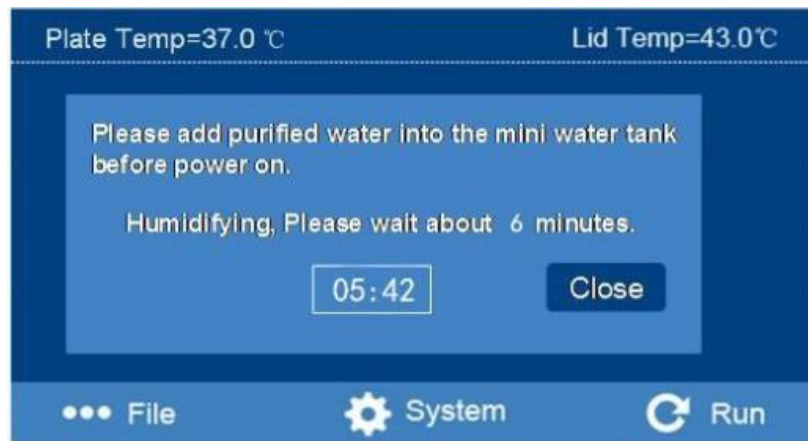 Plate Temp=37.0 ℃ Lid Temp=43.0℃
Please add purified water into the mini water tank
before power on.
Humidifying, Please wait about 6 minutes.
05:42 Close
••• File System Run